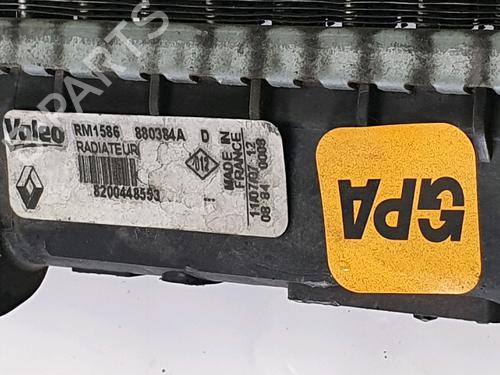 Valeo
RM1586 880384A D
RADIATEUR
8200448553
MADE IN
FRANCE
GPA